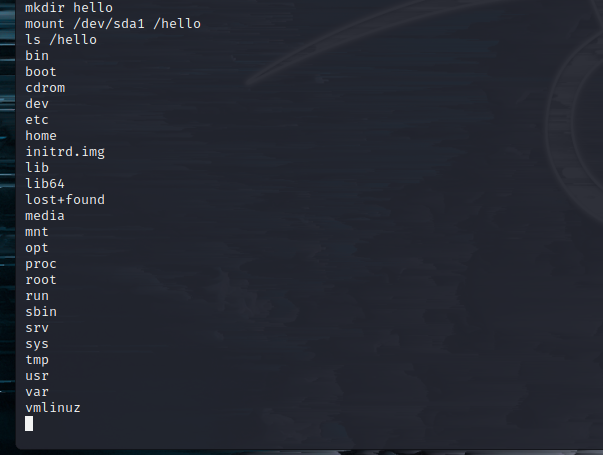 mkdir hello
mount /dev/sda1 /hello
ls /hello
bin
boot
cdrom
dev
etc
home
initrd.img
lib
lib64
lost+found
media
mnt
opt
proc
root
run
sbin
srv
sys
tmp
usr
var
vmlinuz